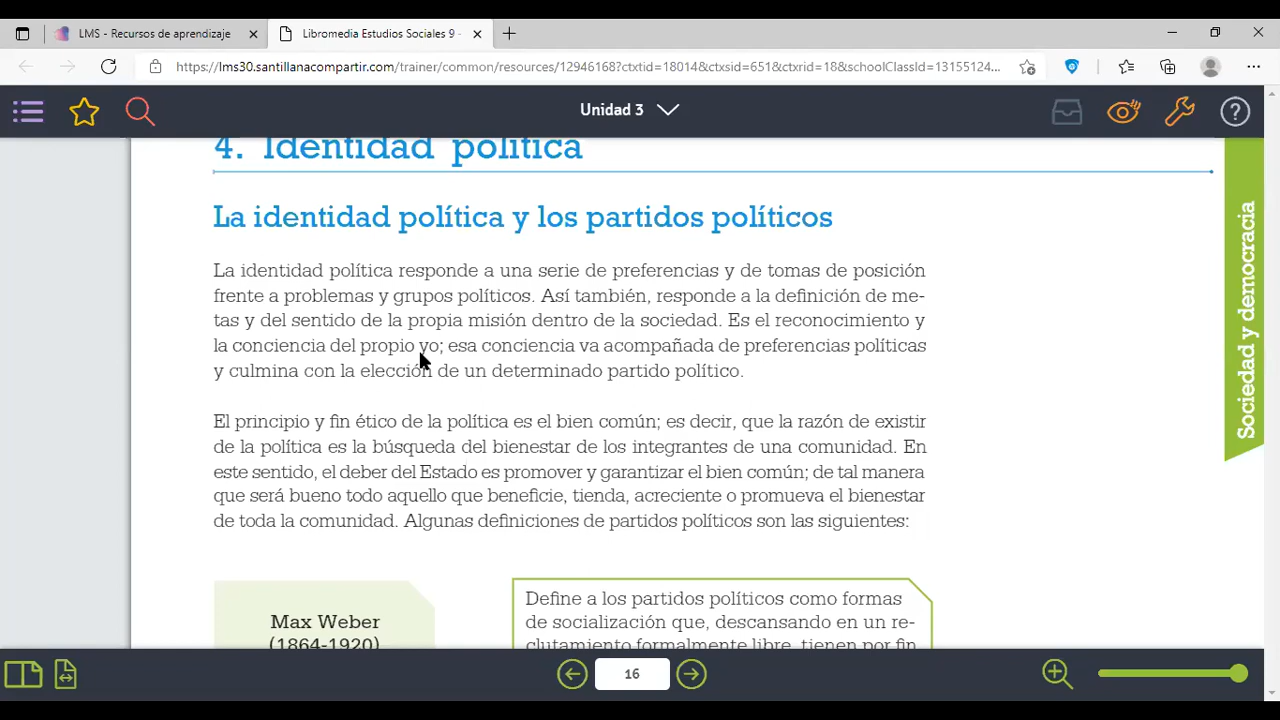 LMS - Recursos de aprendizaje
Libromedia Estudios Sociales 9 -
https://lms30.santillanacompartir.com/trainer/common/resources/12946168?ctxtid=18014&ctxsid=651&ctxrid=18&schoolClassId=13155124...
Unidad 3
4. Identidad política
La identidad política y los partidos políticos
La identidad política responde a una serie de preferencias y de tomas de posición
frente a problemas y grupos políticos. Así también, responde a la definición de me-
tas y del sentido de la propia misión dentro de la sociedad. Es el reconocimiento y
la conciencia del propio yo; esa conciencia va acompañada de preferencias políticas
y culmina con la elección de un determinado partido político.
El principio y fin ético de la política es el bien común; es decir, que la razón de existir
de la política es la búsqueda del bienestar de los integrantes de una comunidad. En
este sentido, el deber del Estado es promover y garantizar el bien común; de tal manera
que será bueno todo aquello que beneficie, tienda, acreciente o promueva el bienestar
de toda la comunidad. Algunas definiciones de partidos políticos son las siguientes:
Max Weber
(1864-1920)
Define a los partidos políticos como formas
de socialización que, descansando en un re-
clutamiento formalmente libre, tienen por fin
Sociedad y democracia
16